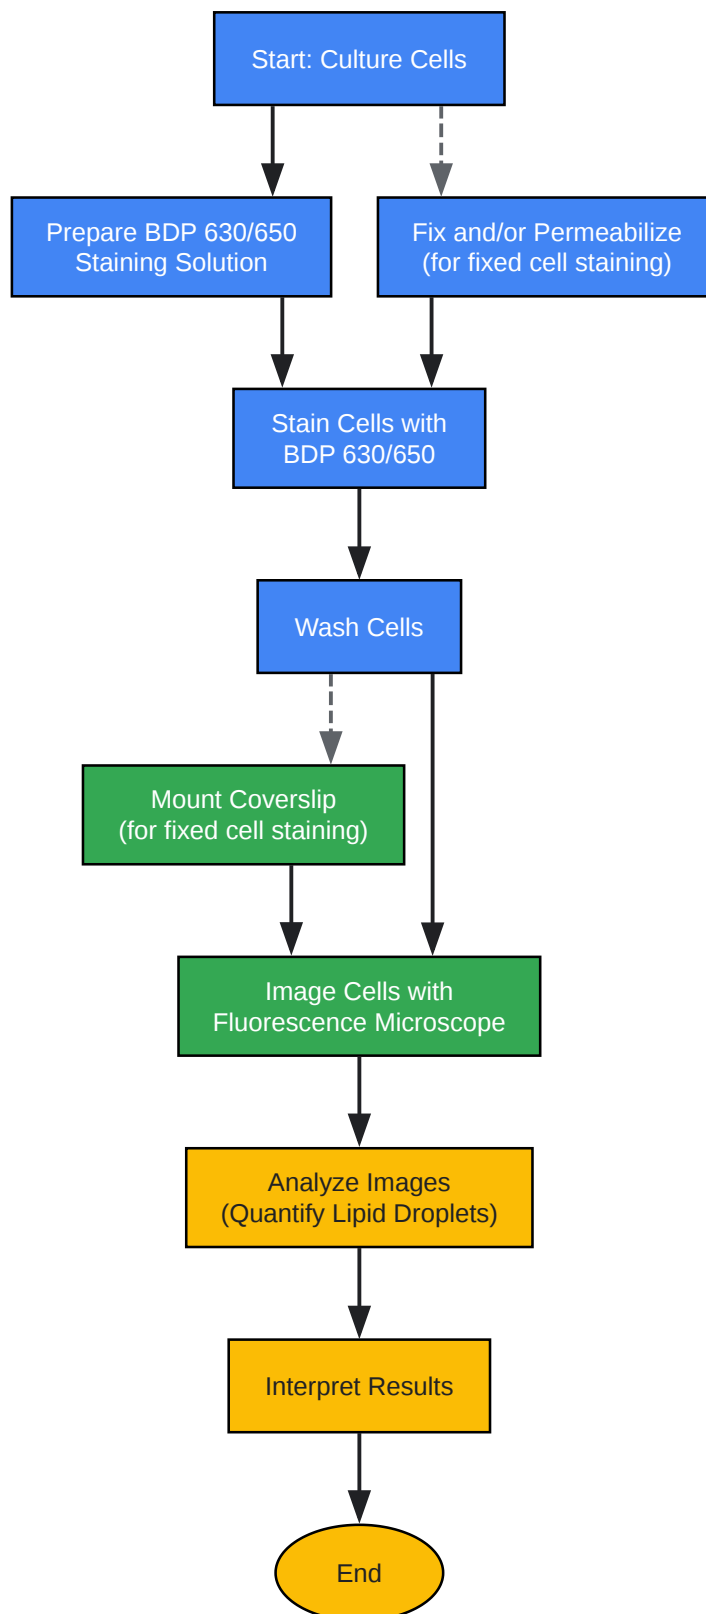 Start: Culture Cells
Prepare BDP 630/650
Staining Solution
Fix and/or Permeabilize
(for fixed cell staining)
Stain Cells with
BDP 630/650
Wash Cells
Mount Coverslip
(for fixed cell staining)
Image Cells with
Fluorescence Microscope
Analyze Images
(Quantify Lipid Droplets)
Interpret Results
End